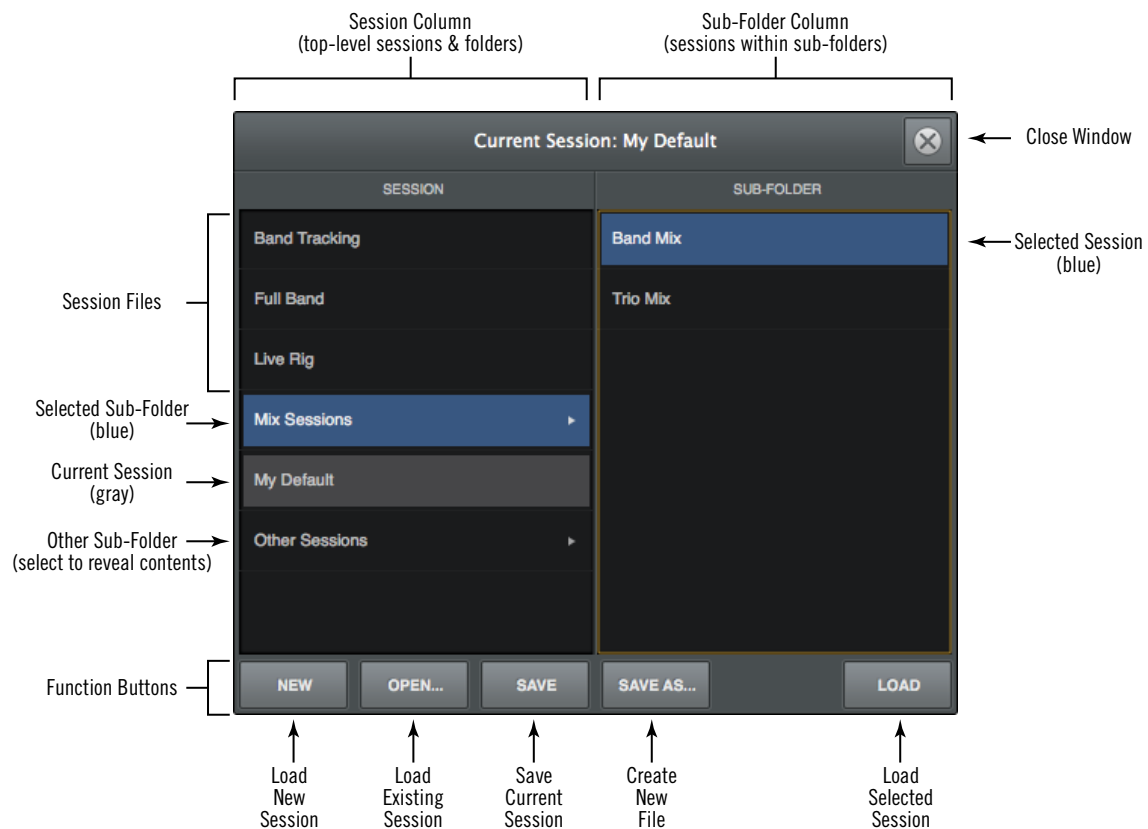 Session Column
(top-level sessions & folders)
Sub-Folder Column
(sessions within sub-folders)
Current Session: My Default
Close Window
SESSION
SUB-FOLDER
Session Files
Band Tracking
Full Band
Live Rig
Band Mix
Trio Mix
Selected Session
(blue)
Selected Sub-Folder
(blue)
Mix Sessions
Current Session
(gray)
My Default
Other Sub-Folder
(select to reveal contents)
Other Sessions
Function Buttons
NEW
OPEN...
SAVE
SAVE AS...
LOAD
Load
New
Session
Load
Existing
Session
Save
Current
Session
Create
New
File
Load
Selected
Session